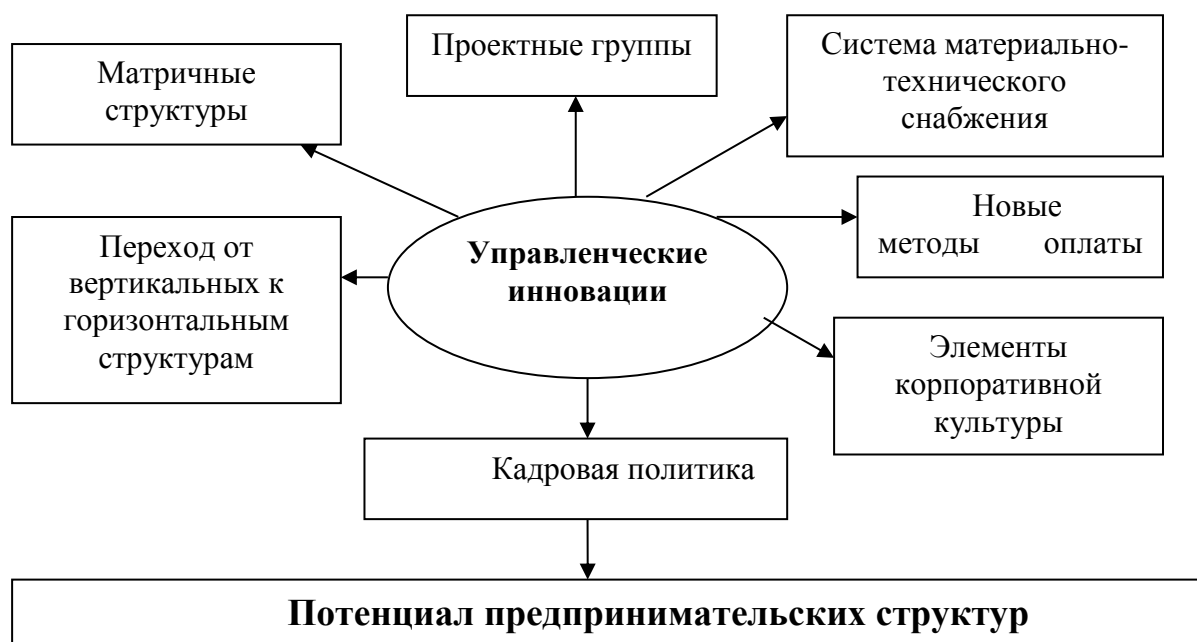 Матричные
структуры
Проектные группы
Система материально-
технического
снабжения
Переход от
вертикальных к
горизонтальным
структурам
Управленческие
инновации
Новые
методы оплаты
Элементы
корпоративной
культуры
Кадровая политика
Потенциал предпринимательских структур